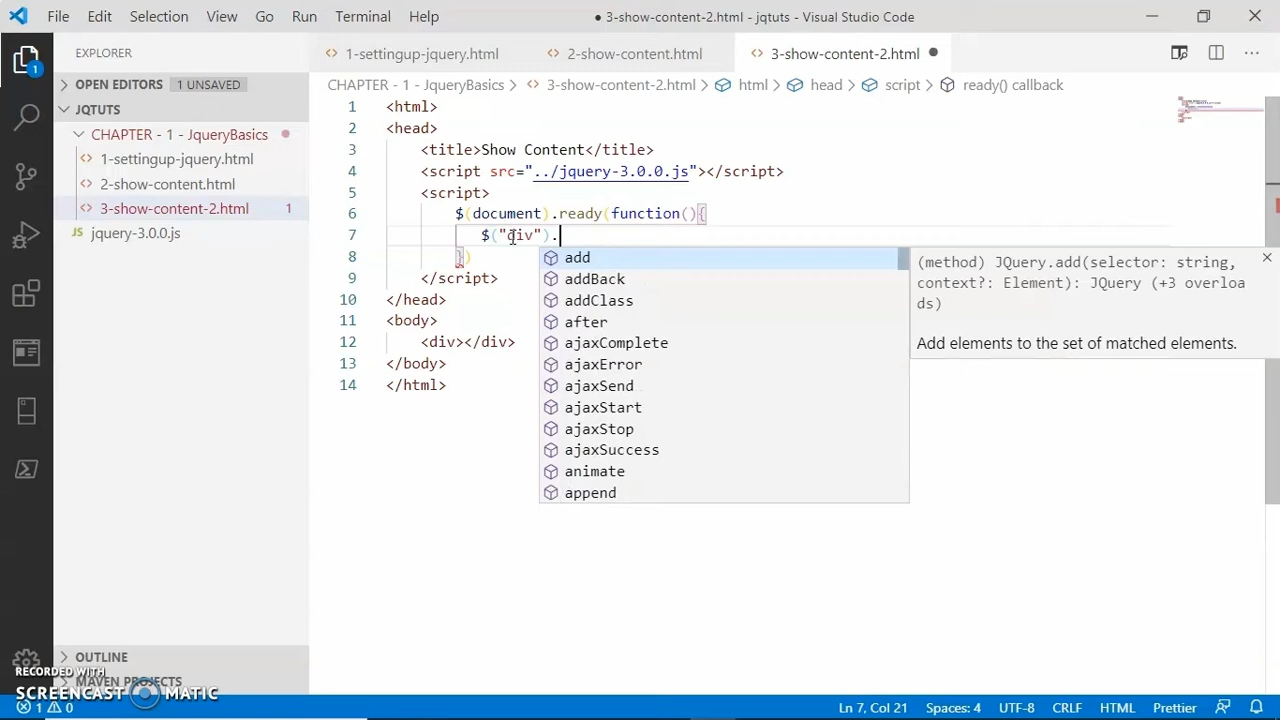 File Edit Selection View Go Run Terminal Help
● 3-show-content-2.html - jqtuts - Visual Studio Code
1
EXPLORER
OPEN EDITORS 1 UNSAVED
JQTUTS
CHAPTER - 1 - JqueryBasics
1-settingup-jquery.html
2-show-content.html
3-show-content-2.html 1
jquery-3.0.0.js
OUTLINE
MAVEN PROJECTS
1-settingup-jquery.html 2-show-content.html 3-show-content-2.html
CHAPTER - 1 - JqueryBasics > 3-show-content-2.html > html > head > script > ready() callback
1 <html>
2 <head>
3 <title>Show Content</title>
4 <script src="../jquery-3.0.0.js"></script>
5 <script>
6 $(document).ready(function(){
7 $("div").
8 })
9 </script>
10 </head>
11 <body>
12 <div></div>
13 </body>
14 </html>
add
addBack
addClass
after
ajaxComplete
ajaxError
ajaxSend
ajaxStart
ajaxStop
ajaxSuccess
animate
append
(method) JQuery.add(selector: string,
context?: Element): JQuery (+3 overloa
ds)
Add elements to the set of matched elements.
RECORDED WITH
SCREENCAST MATIC
1 0
Ln 7, Col 21 Spaces: 4 UTF-8 CRLF HTML Prettier